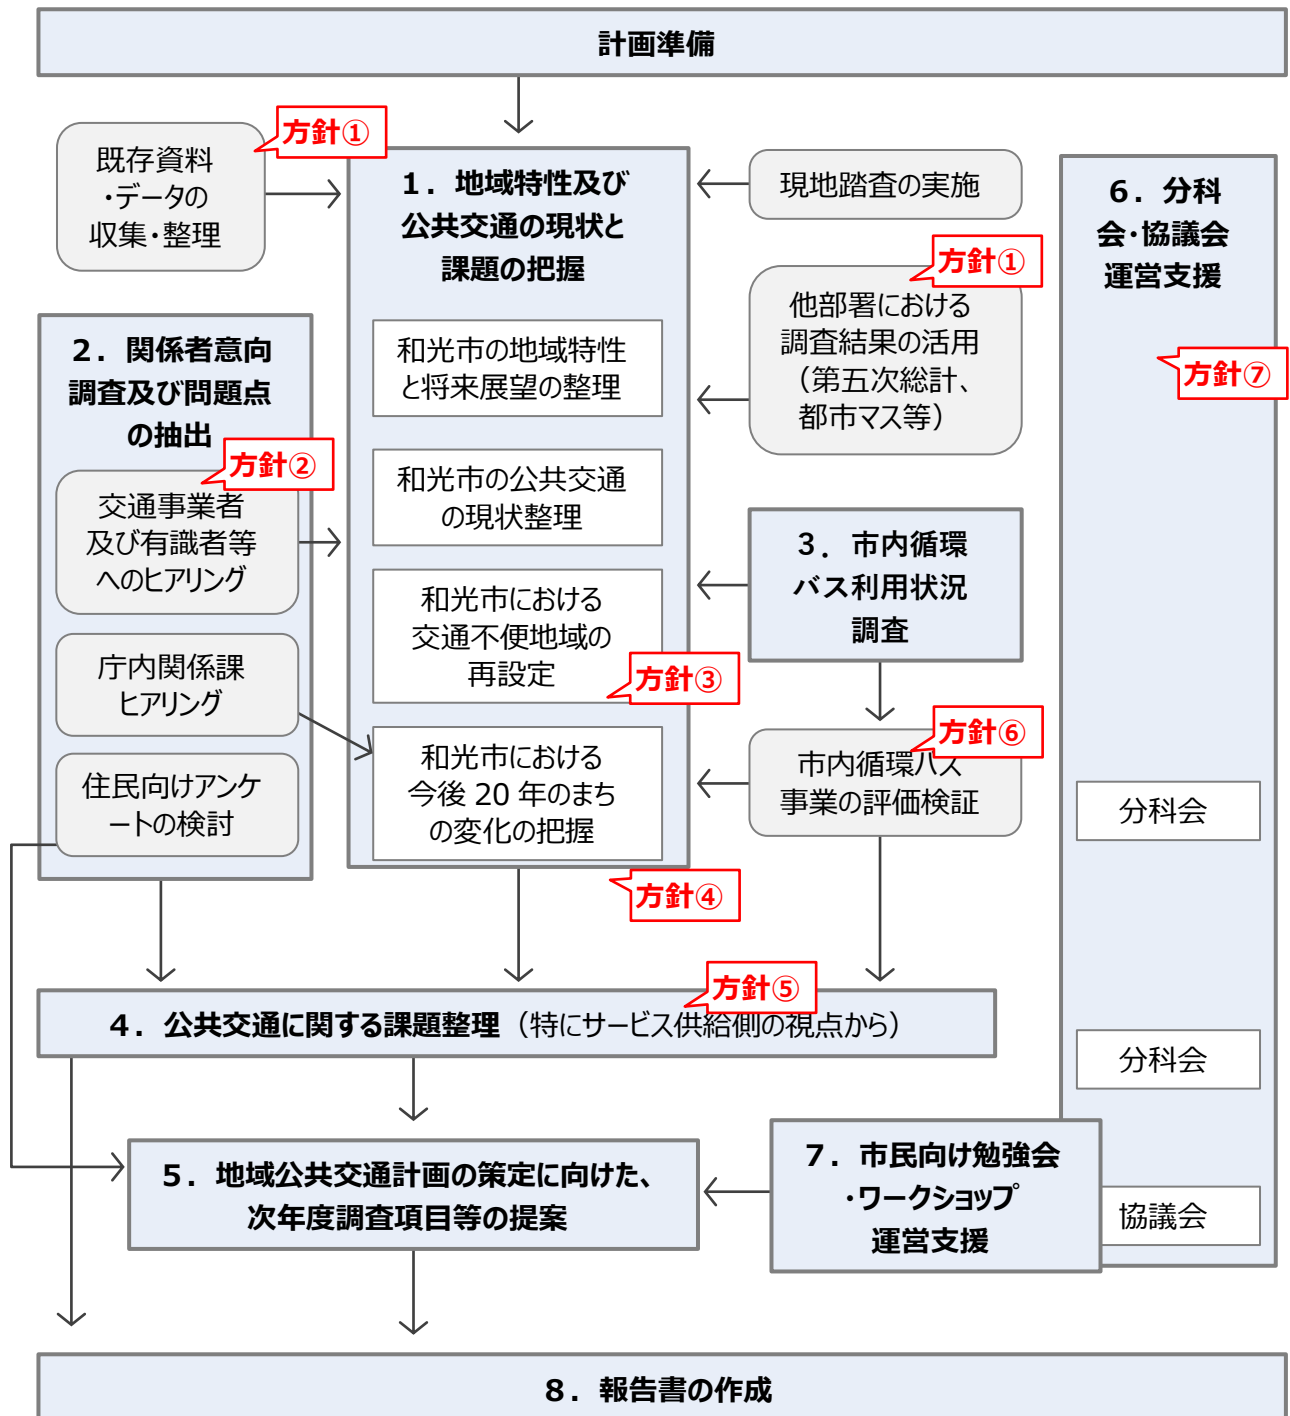 計画準備
方針①
既存資料
・データの
収集・整理
1．地域特性及び
公共交通の現状と
課題の把握
現地踏査の実施
方針①
他部署における
調査結果の活用
（第五次総計、
都市マス等）
6．分科
会・協議会
運営支援
方針⑦
2．関係者意向
調査及び問題点
の抽出
方針②
交通事業者
及び有識者等
へのヒアリング
庁内関係課
ヒアリング
住民向けアンケ
ートの検討
和光市の地域特性
と将来展望の整理
和光市の公共交通
の現状整理
和光市における
交通不便地域の
再設定
方針③
和光市における
今後 20 年のまち
の変化の把握
方針④
3．市内循環
バス利用状況
調査
方針⑥
市内循環バス
事業の評価検証
分科会
方針⑤
4．公共交通に関する課題整理（特にサービス供給側の視点から）
分科会
5．地域公共交通計画の策定に向けた、
次年度調査項目等の提案
7．市民向け勉強会
・ワークショップ
運営支援
協議会
8．報告書の作成